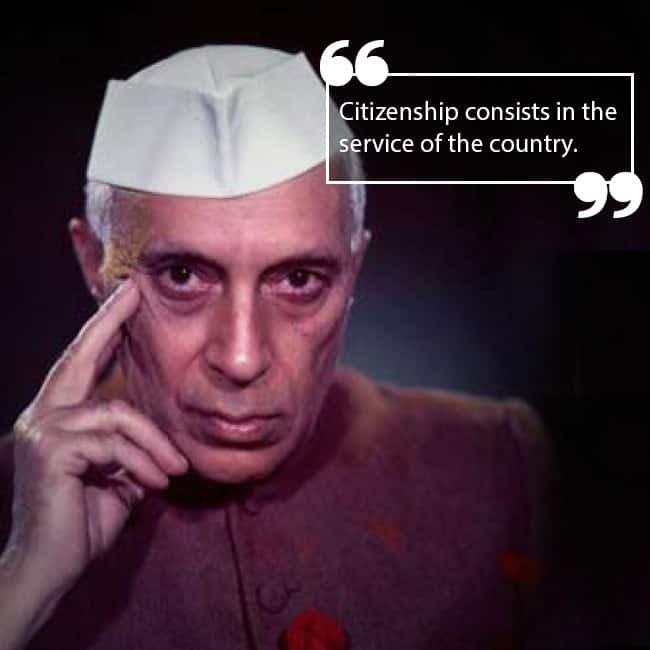 ❝
Citizenship consists in the
service of the country.
❞